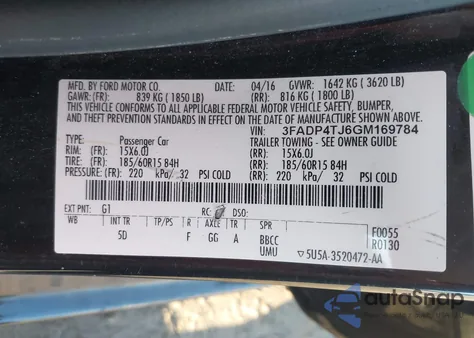 MFD. BY FORD MOTOR CO. DATE: 04/16 GVWR: 1642 KG ( 3620 LB)
GAWR: (FR): 839 KG ( 1850 LB) (RR): 816 KG ( 1800 LB)
THIS VEHICLE CONFORMS TO ALL APPLICABLE FEDERAL MOTOR VEHICLE SAFETY, BUMPER,
AND THEFT PREVENTION STANDARDS IN EFFECT ON THE DATE OF MANUFACTURE SHOWN ABOVE.
VIN: 3FADP4TJ6GM169784
TYPE: Passenger Car TRAILER TOWING - SEE OWNER GUIDE
RIM: (FR): 15X6.0J (RR): 15X6.0J
TIRE: (FR): 185/60R15 84H (RR): 185/60R15 84H
PRESSURE: (FR): 220 kPa/ 32 PSI COLD (RR): 220 kPa/ 32 PSI COLD
EXT PNT: G1 RC: DSO: F0055
WB INT TR TP/PS R AXLE TR SPR R0130
5D F GG A BBCC
UMU ▽5U5A-3520472-AA
autoSnap